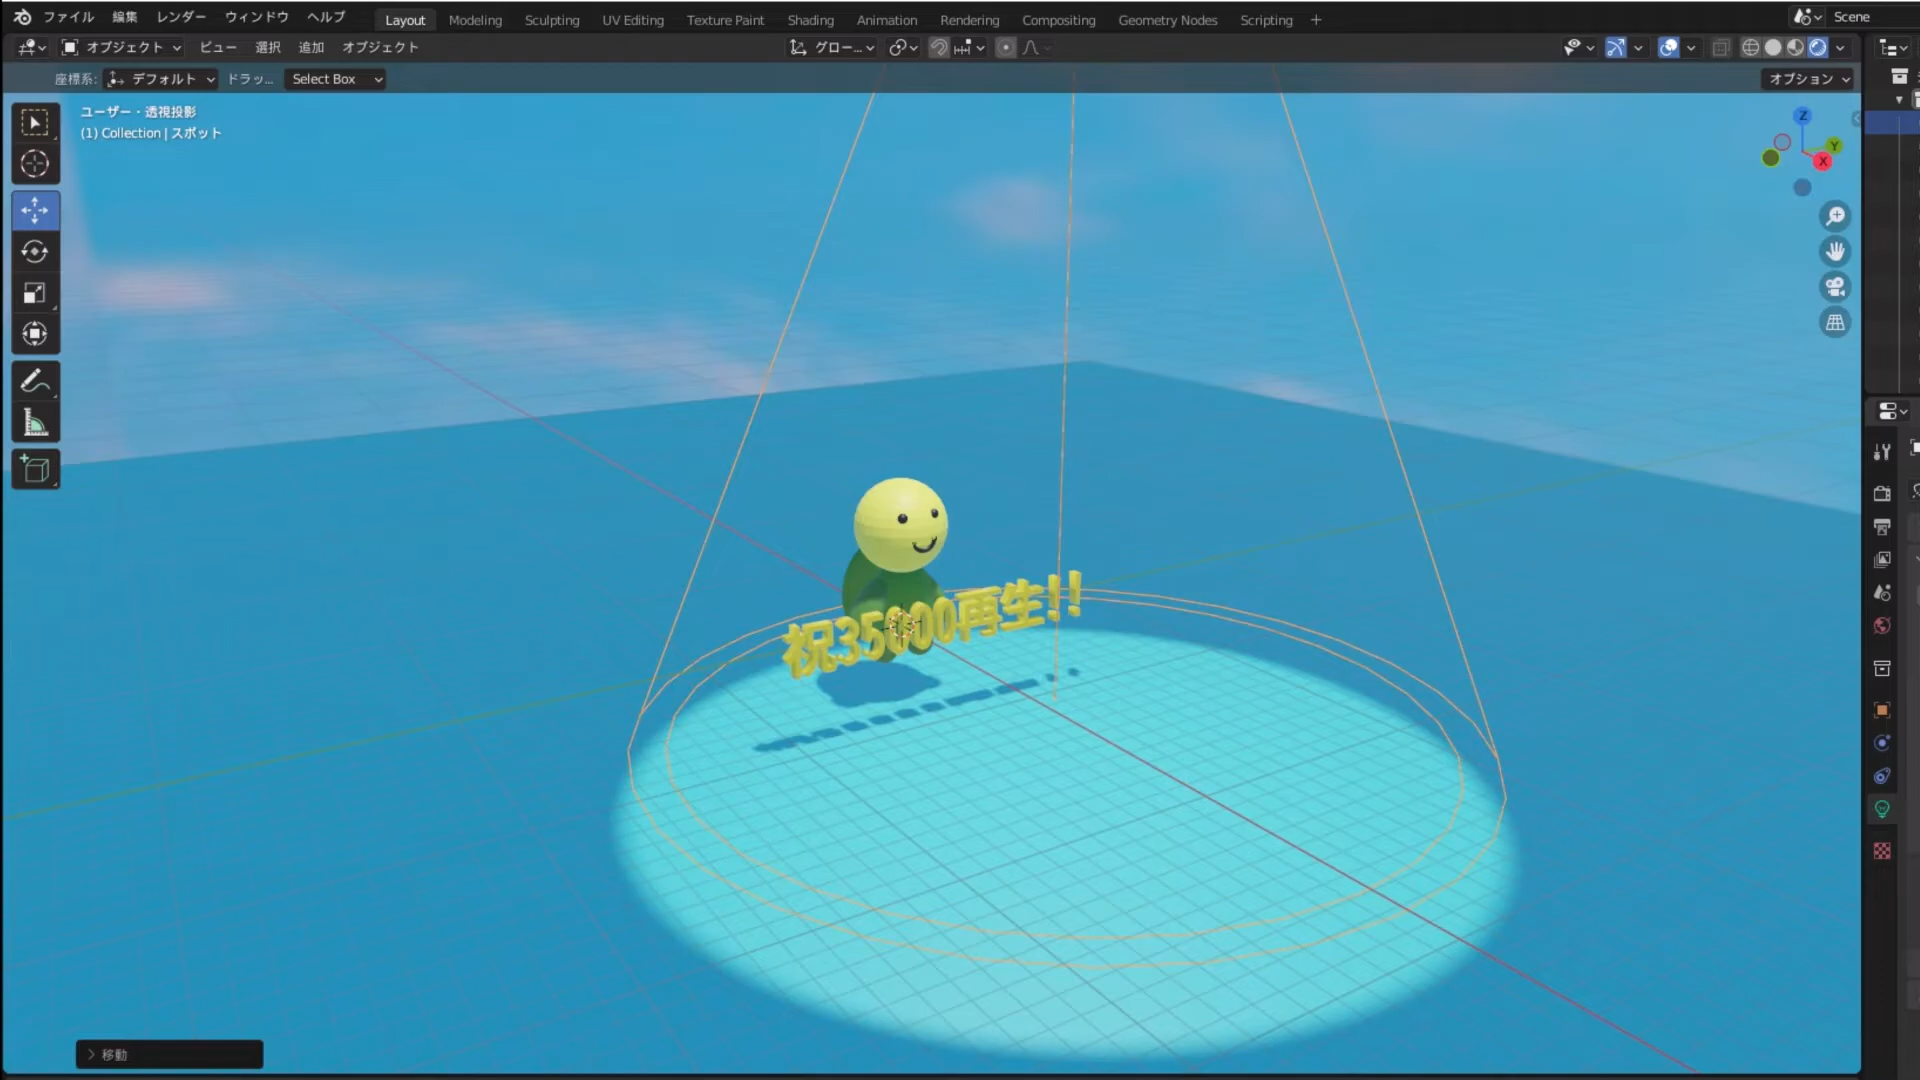 ファイル 編集 レンダー ウィンドウ ヘルプ Layout Modeling Sculpting UV Editing Texture Paint Shading Animation Rendering Compositing Geometry Nodes Scripting + Scene
オブジェクト ビュー 選択 追加 オブジェクト グロー...
座標系: デフォルト ドラッ... Select Box オプション
ユーザー・透視投影
(1) Collection | スポット
Z
Y
X
祝35000再生!!
移動